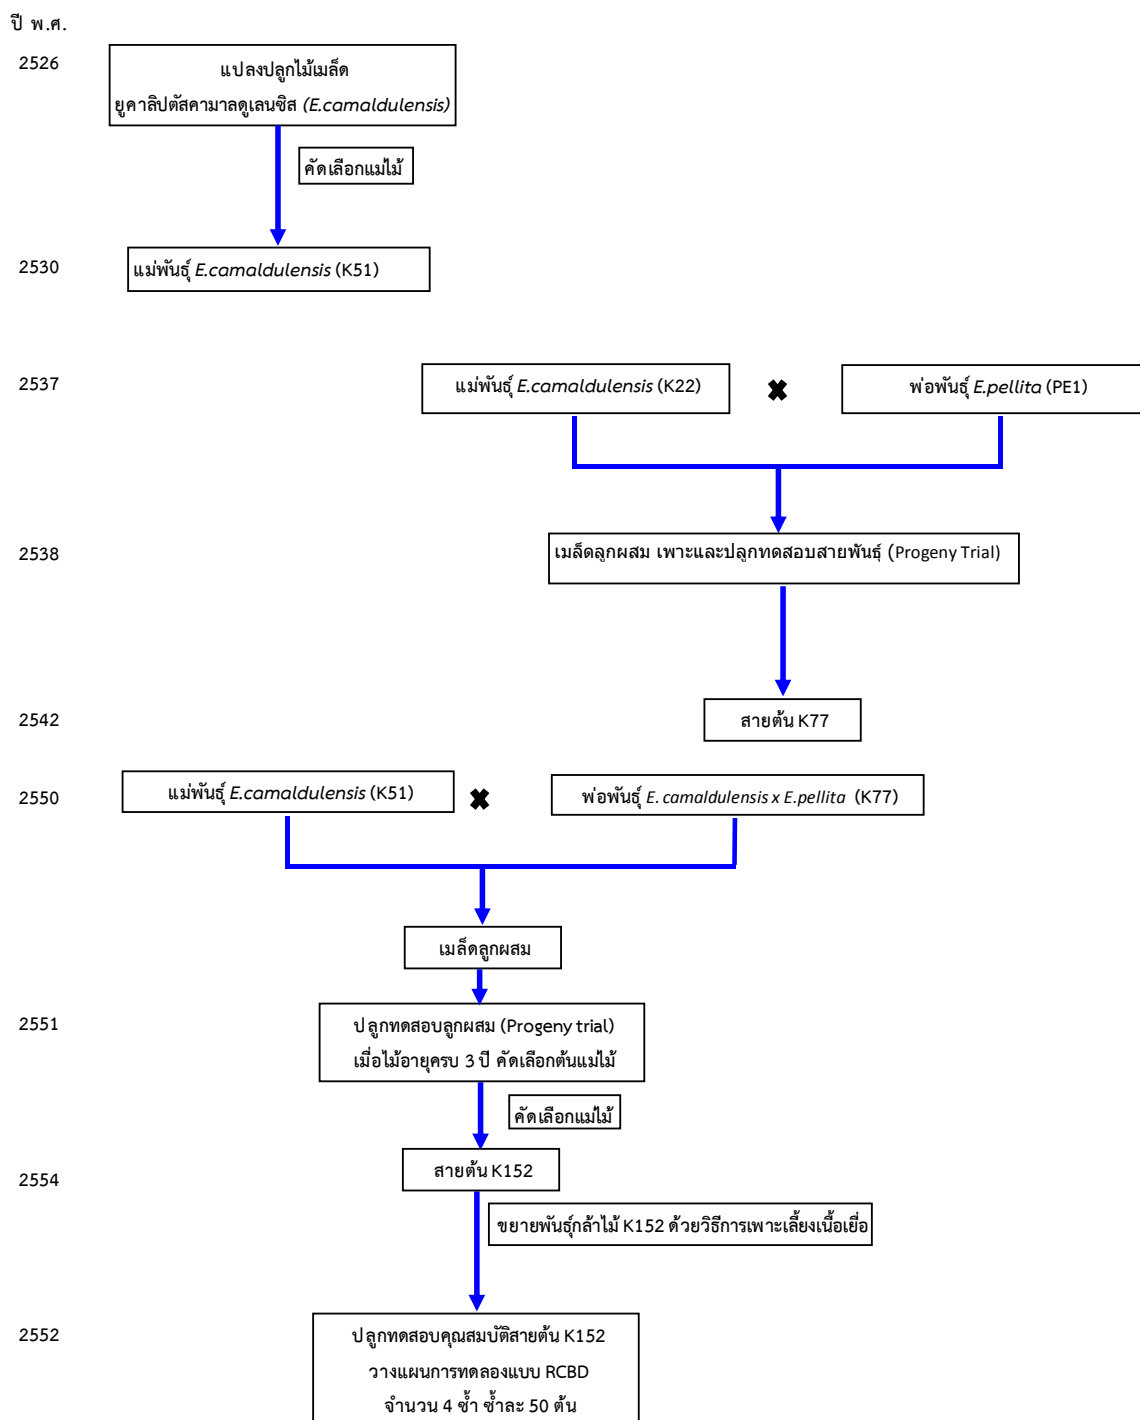 ปี พ.ศ.
2526
แปลงปลูกไม้เมล็ด
ยูคาลิปตัสคามาลดูเลนซิส (E.camaldulensis)
คัดเลือกแม่ไม้
2530
แม่พันธุ์ E.camaldulensis (K51)
2537
แม่พันธุ์ E.camaldulensis (K22)
พ่อพันธุ์ E.pellita (PE1)
2538
เมล็ดลูกผสม เพาะและปลูกทดสอบสายพันธุ์ (Progeny Trial)
2542
สายต้น K77
2550
แม่พันธุ์ E.camaldulensis (K51)
พ่อพันธุ์ E. camaldulensis x E.pellita (K77)
เมล็ดลูกผสม
2551
ปลูกทดสอบลูกผสม (Progeny trial)
เมื่อไม้อายุครบ 3 ปี คัดเลือกต้นแม่ไม้
คัดเลือกแม่ไม้
2554
สายต้น K152
ขยายพันธุ์กล้าไม้ K152 ด้วยวิธีการเพาะเลี้ยงเนื้อเยื่อ
2552
ปลูกทดสอบคุณสมบัติสายต้น K152
วางแผนการทดลองแบบ RCBD
จำนวน 4 ซ้ำ ซ้ำละ 50 ต้น